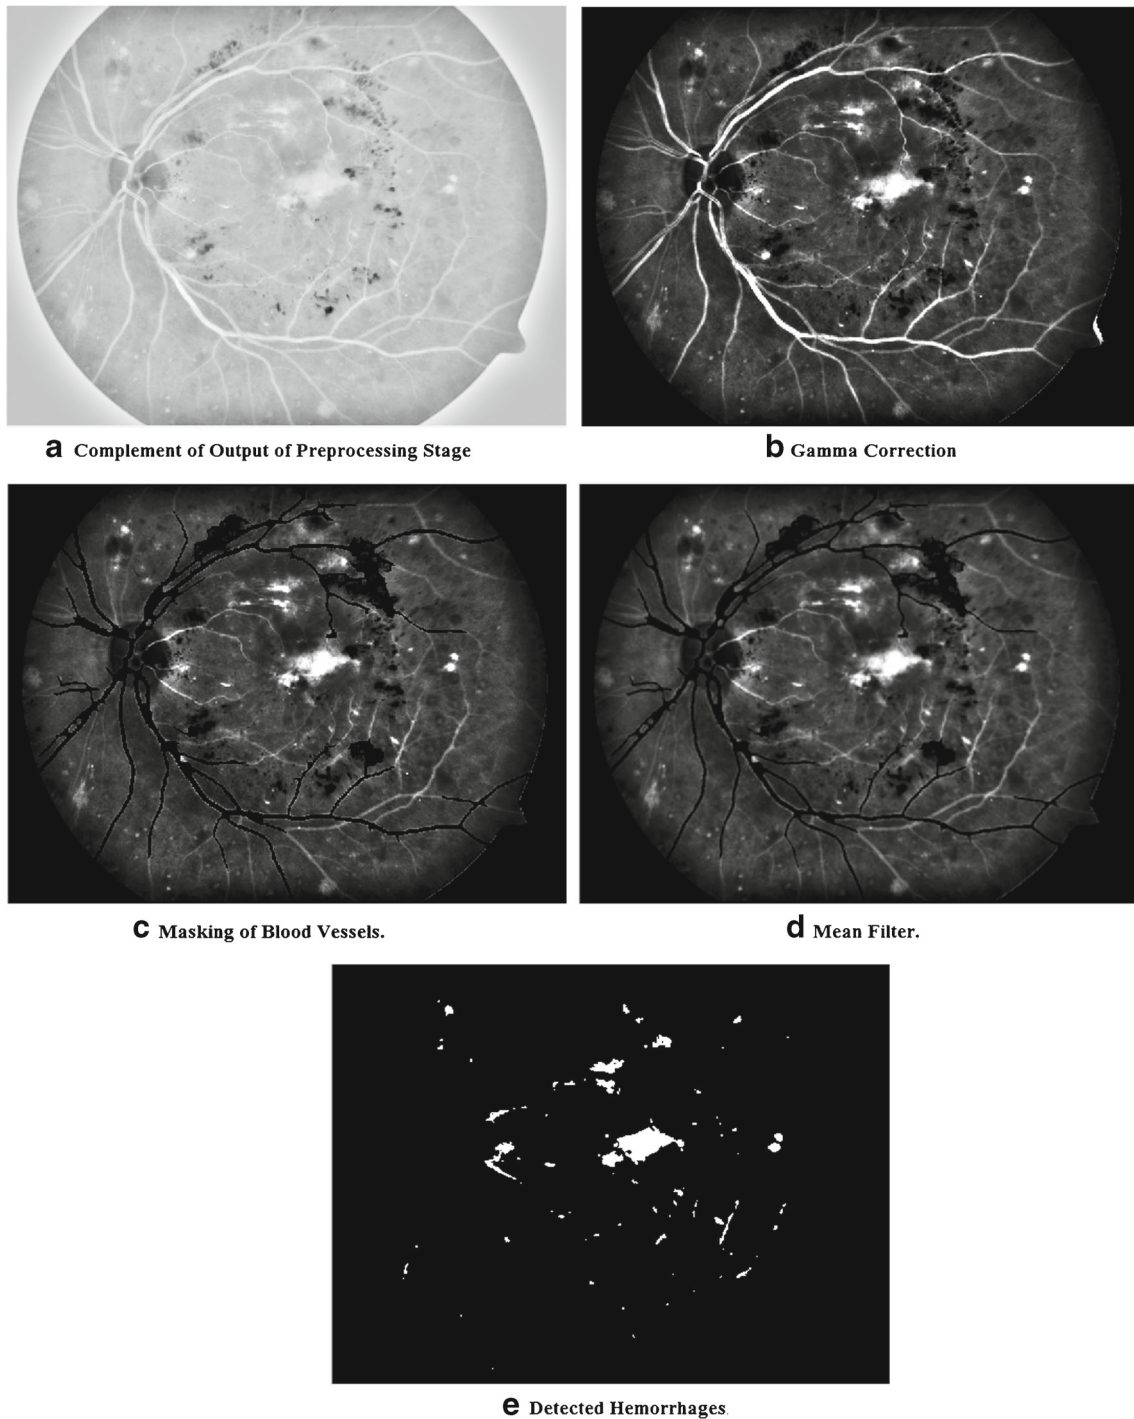 a Complement of Output of Preprocessing Stage
b Gamma Correction
c Masking of Blood Vessels.
d Mean Filter.
e Detected Hemorrhages